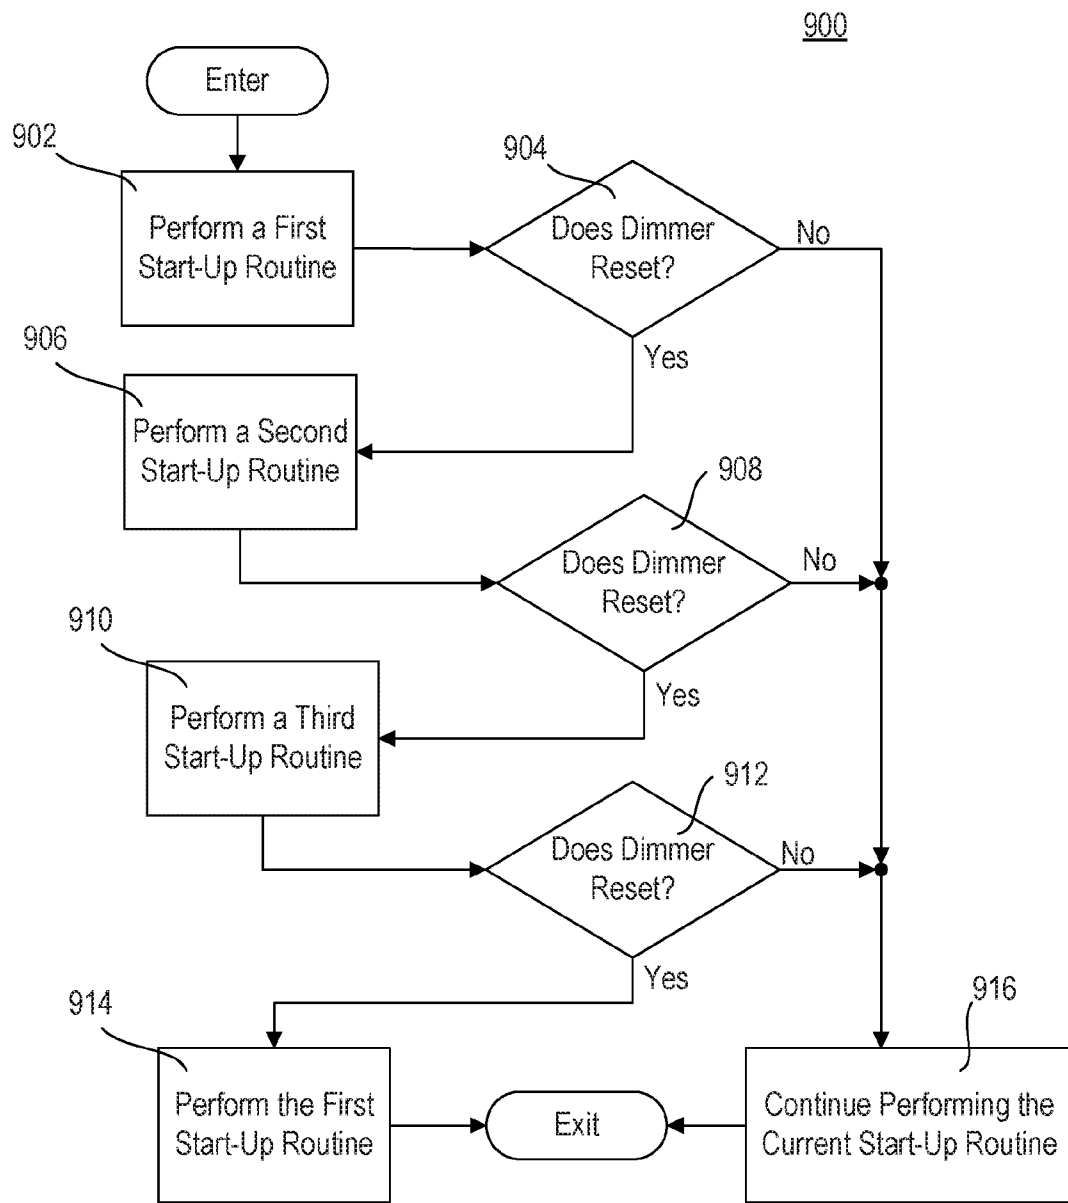 900
Enter
902
904
Perform a First
Start-Up Routine
Does Dimmer
Reset?
No
Yes
906
Perform a Second
Start-Up Routine
908
Does Dimmer
Reset?
No
Yes
910
Perform a Third
Start-Up Routine
912
Does Dimmer
Reset?
No
Yes
914
916
Perform the First
Start-Up Routine
Exit
Continue Performing the
Current Start-Up Routine